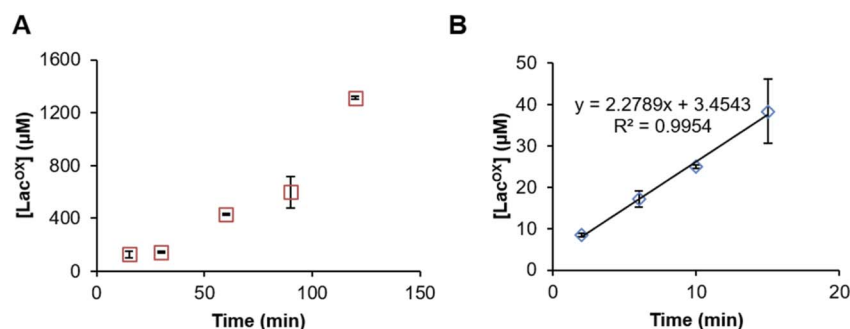 A
1600
1200
800
400
0
[Lac^OX] (µM)
0 50 100 150
Time (min)
B
50
40
30
20
10
0
[Lac^OX] (µM)
y = 2.2789x + 3.4543
R² = 0.9954
0 10 20
Time (min)